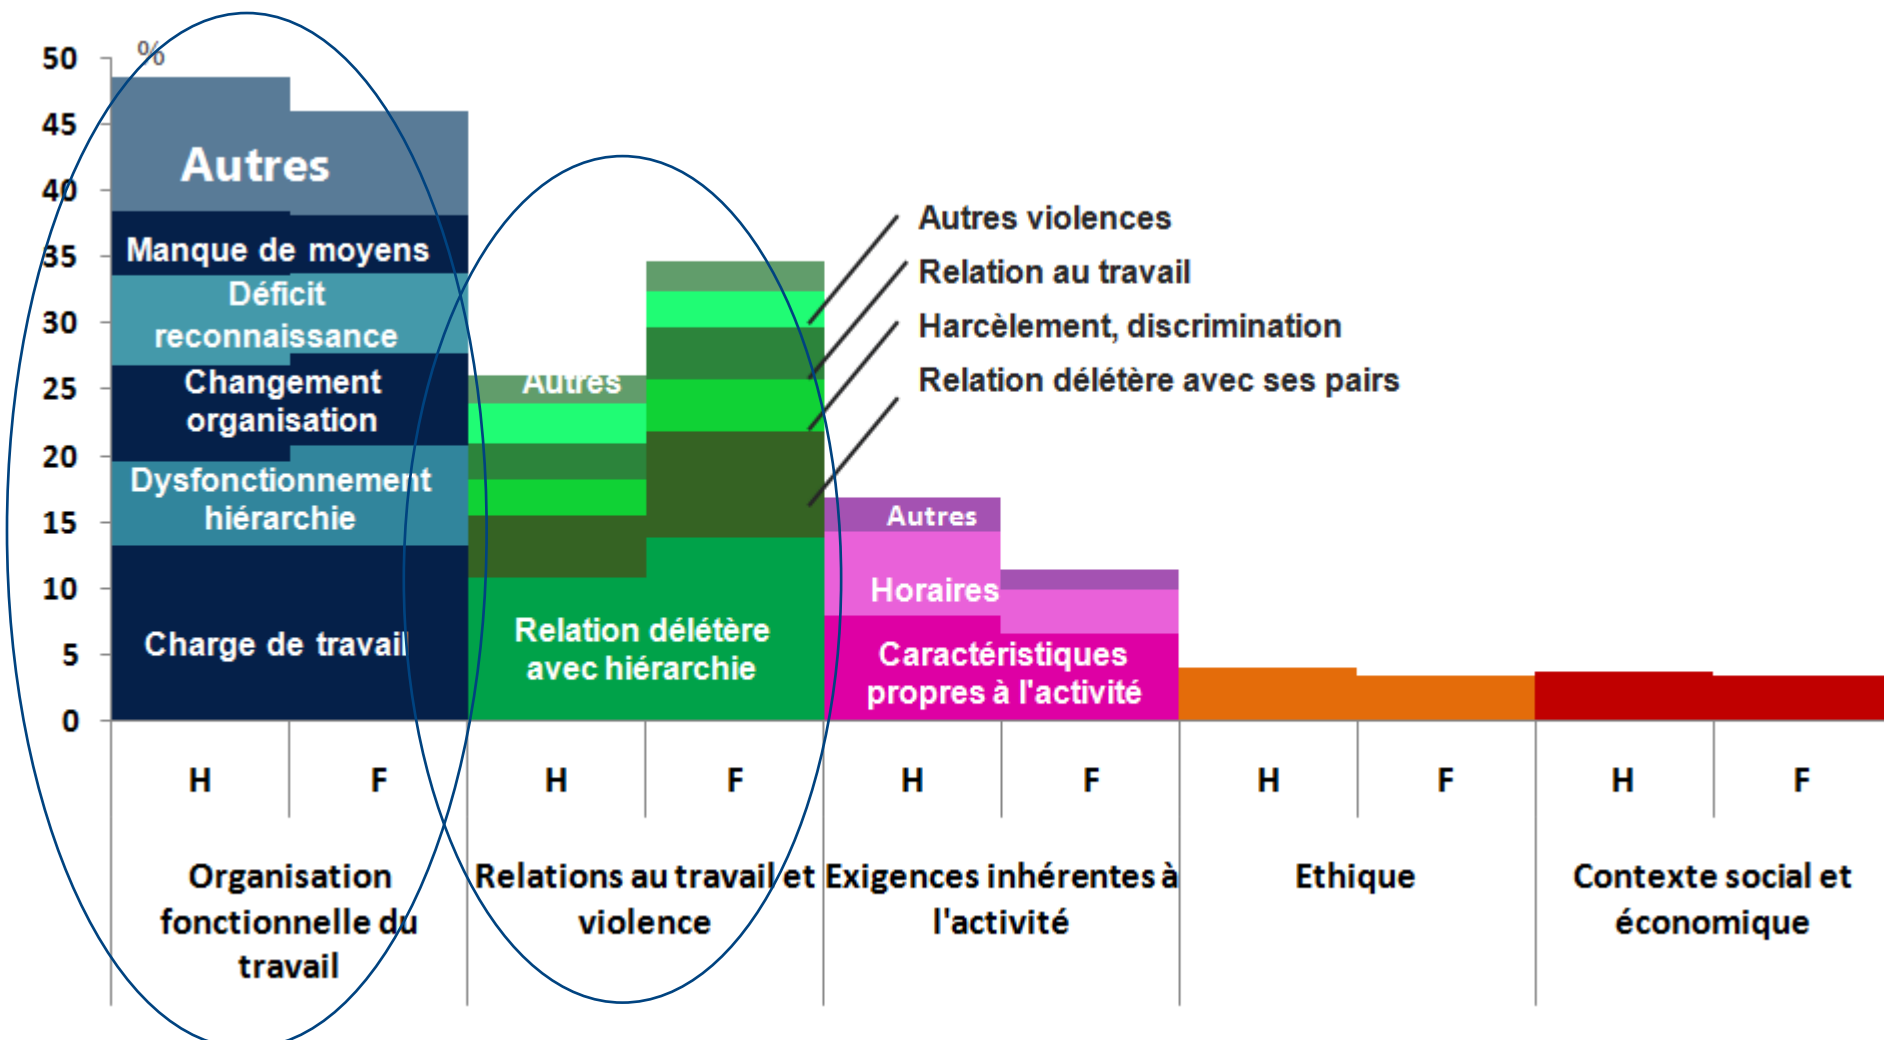 %
50
45
40
35
30
25
20
15
10
5
0
Autres
Manque de moyens
Déficit
reconnaissance
Changement
organisation
Dysfonctionnement
hiérarchie
Charge de travail
Autres
Relation délétère
avec hiérarchie
Autres violences
Relation au travail
Harcèlement, discrimination
Relation délétère avec ses pairs
Autres
Horaires
Caractéristiques
propres à l'activité
H F H F H F H F H F
Organisation
fonctionnelle du
travail
Relations au travail et
violence
Exigences inhérentes à
l'activité
Ethique
Contexte social et
économique